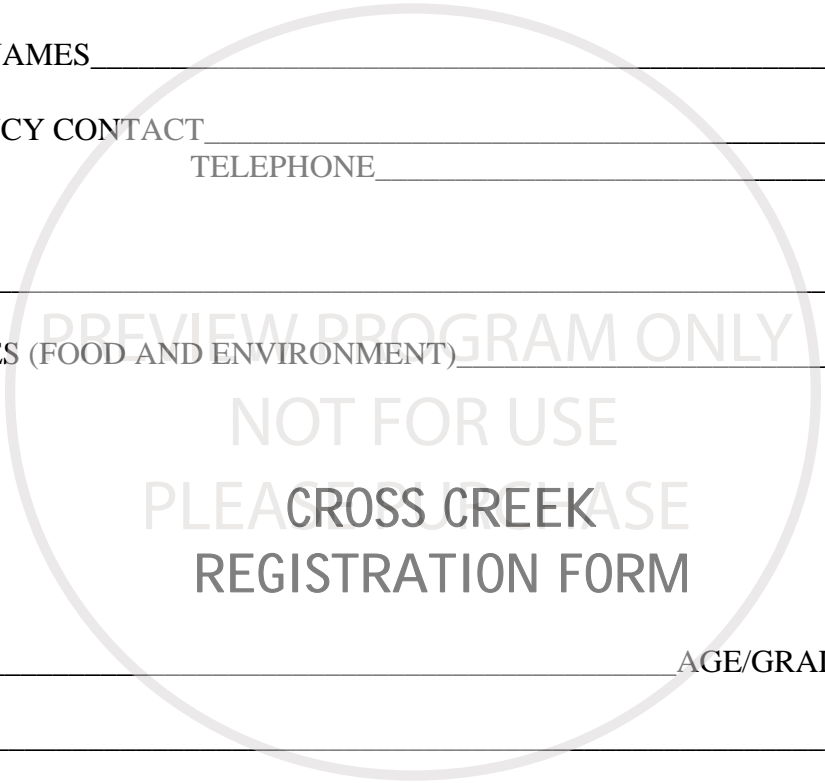 NAMES
CY CONTACT
TELEPHONE
PREVIEW PROGRAM ONLY
S (FOOD AND ENVIRONMENT)
NOT FOR USE
PLEASE PURCHASE
CROSS CREEK
REGISTRATION FORM
AGE/GRA